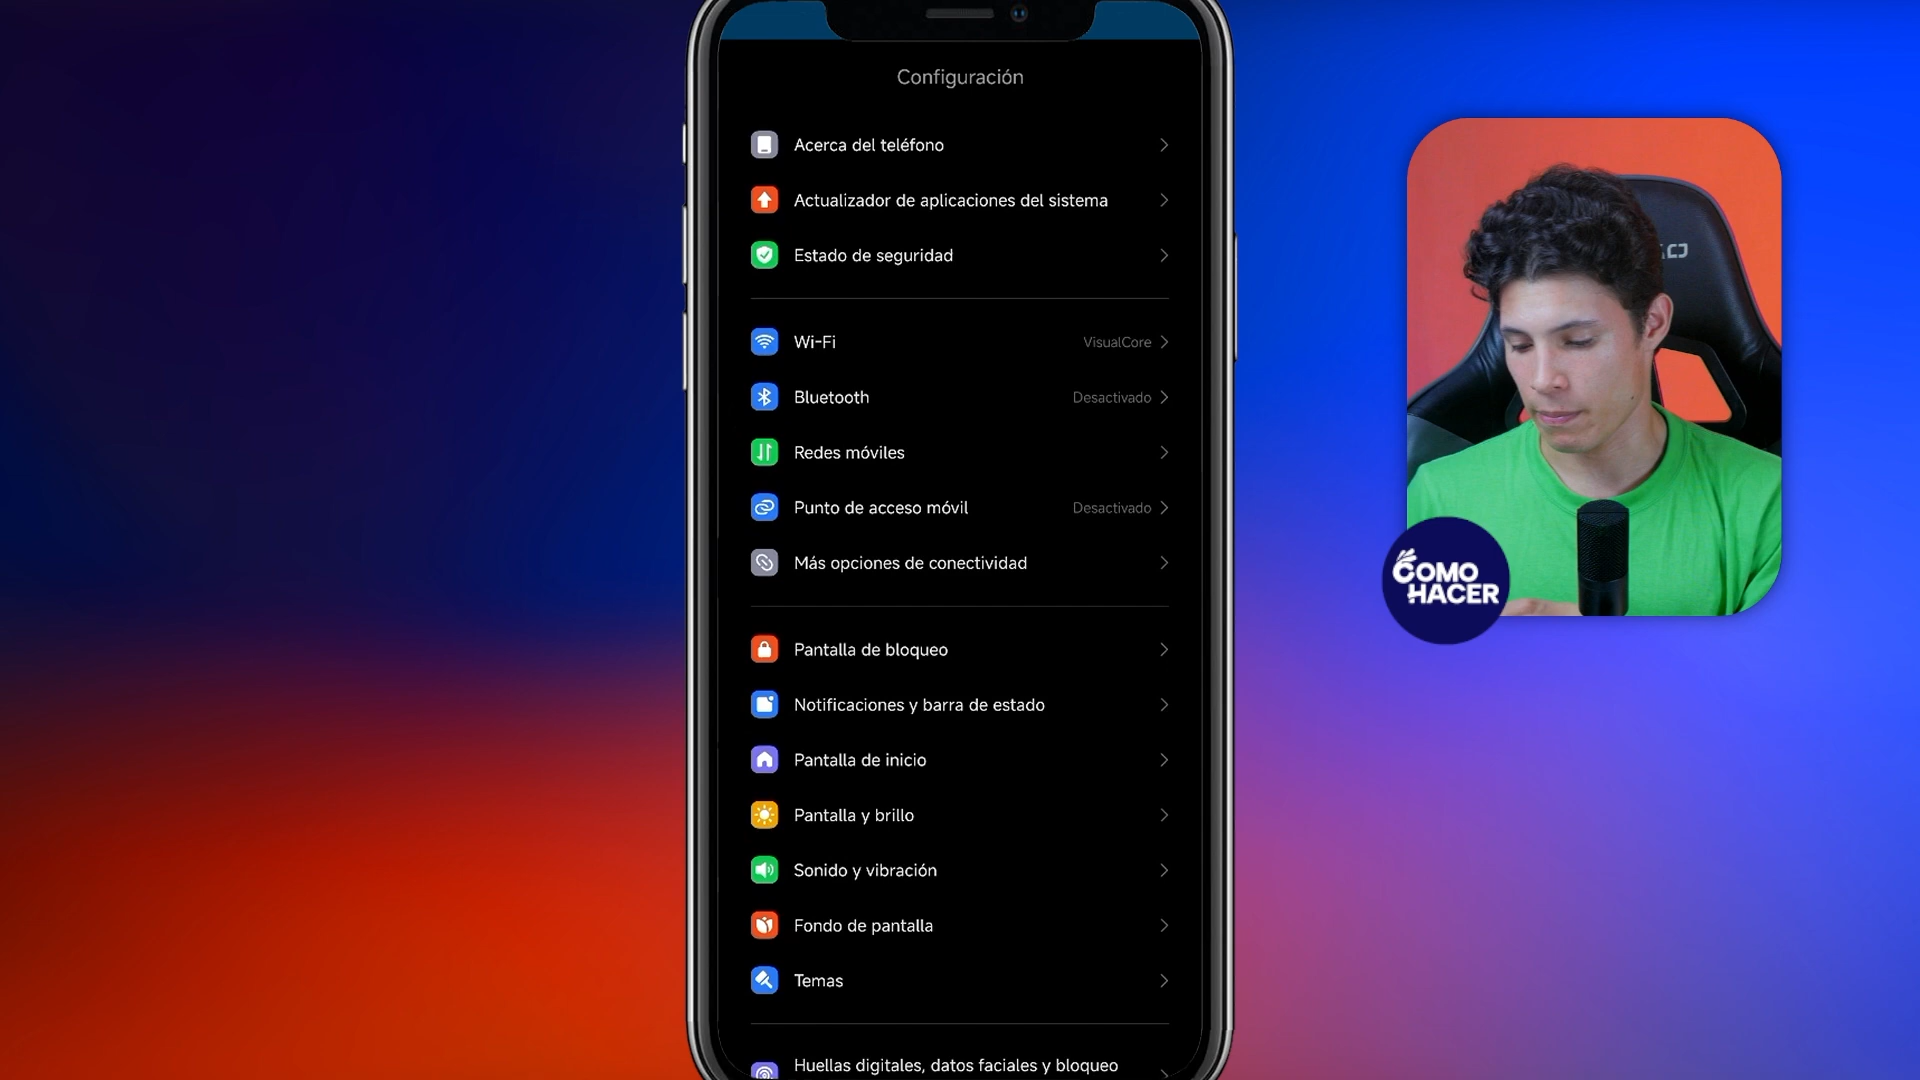 Configuración
Acerca del teléfono
Actualizador de aplicaciones del sistema
Estado de seguridad
Wi-Fi VisualCore
Bluetooth Desactivado
Redes móviles
Punto de acceso móvil Desactivado
Más opciones de conectividad
COMO
HACER
Pantalla de bloqueo
Notificaciones y barra de estado
Pantalla de inicio
Pantalla y brillo
Sonido y vibración
Fondo de pantalla
Temas
Huellas digitales, datos faciales y bloqueo